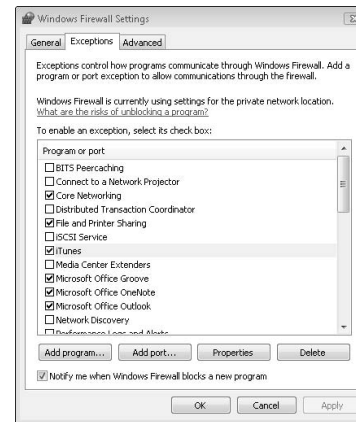 Windows Firewall Settings
General Exceptions Advanced
Exceptions control how programs communicate through Windows Firewall. Add a
program or port exception to allow communications through the firewall.
Windows Firewall is currently using settings for the private network location.
What are the risks of unblocking a program?
To enable an exception, select its check box:
Program or port
BITS Peercaching
Connect to a Network Projector
Core Networking
Distributed Transaction Coordinator
File and Printer Sharing
iSCSI Service
iTunes
Media Center Extenders
Microsoft Office Groove
Microsoft Office OneNote
Microsoft Office Outlook
Network Discovery
Performance Logs and Alerts
Add program... Add port... Properties Delete
Notify me when Windows Firewall blocks a new program
OK Cancel Apply